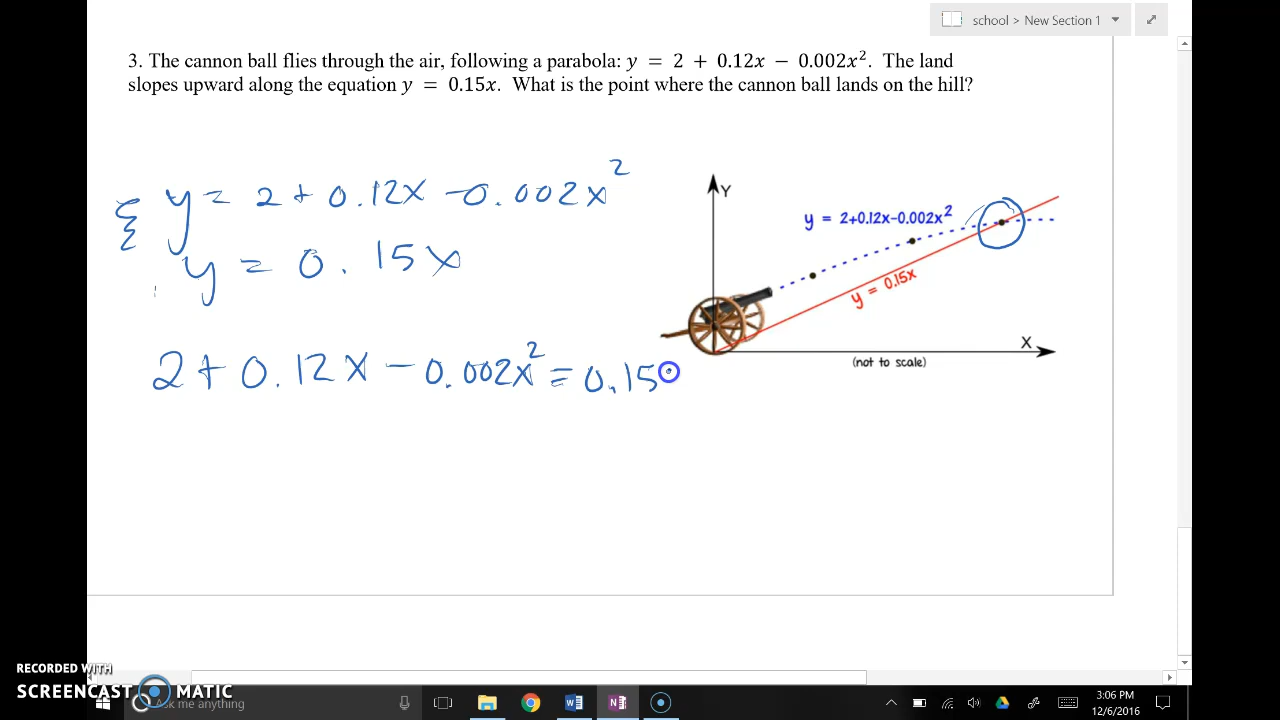 school > New Section 1
3. The cannon ball flies through the air, following a parabola: y = 2 + 0.12x − 0.002x². The land
slopes upward along the equation y = 0.15x. What is the point where the cannon ball lands on the hill?
{ y = 2 + 0.12x - 0.002x²
y = 0.15x
2 + 0.12x - 0.002x² = 0.15
Y
y = 2+0.12x-0.002x²
y = 0.15x
X
(not to scale)
RECORDED WITH
SCREENCAST MATIC
Ask me anything
3:06 PM
12/6/2016